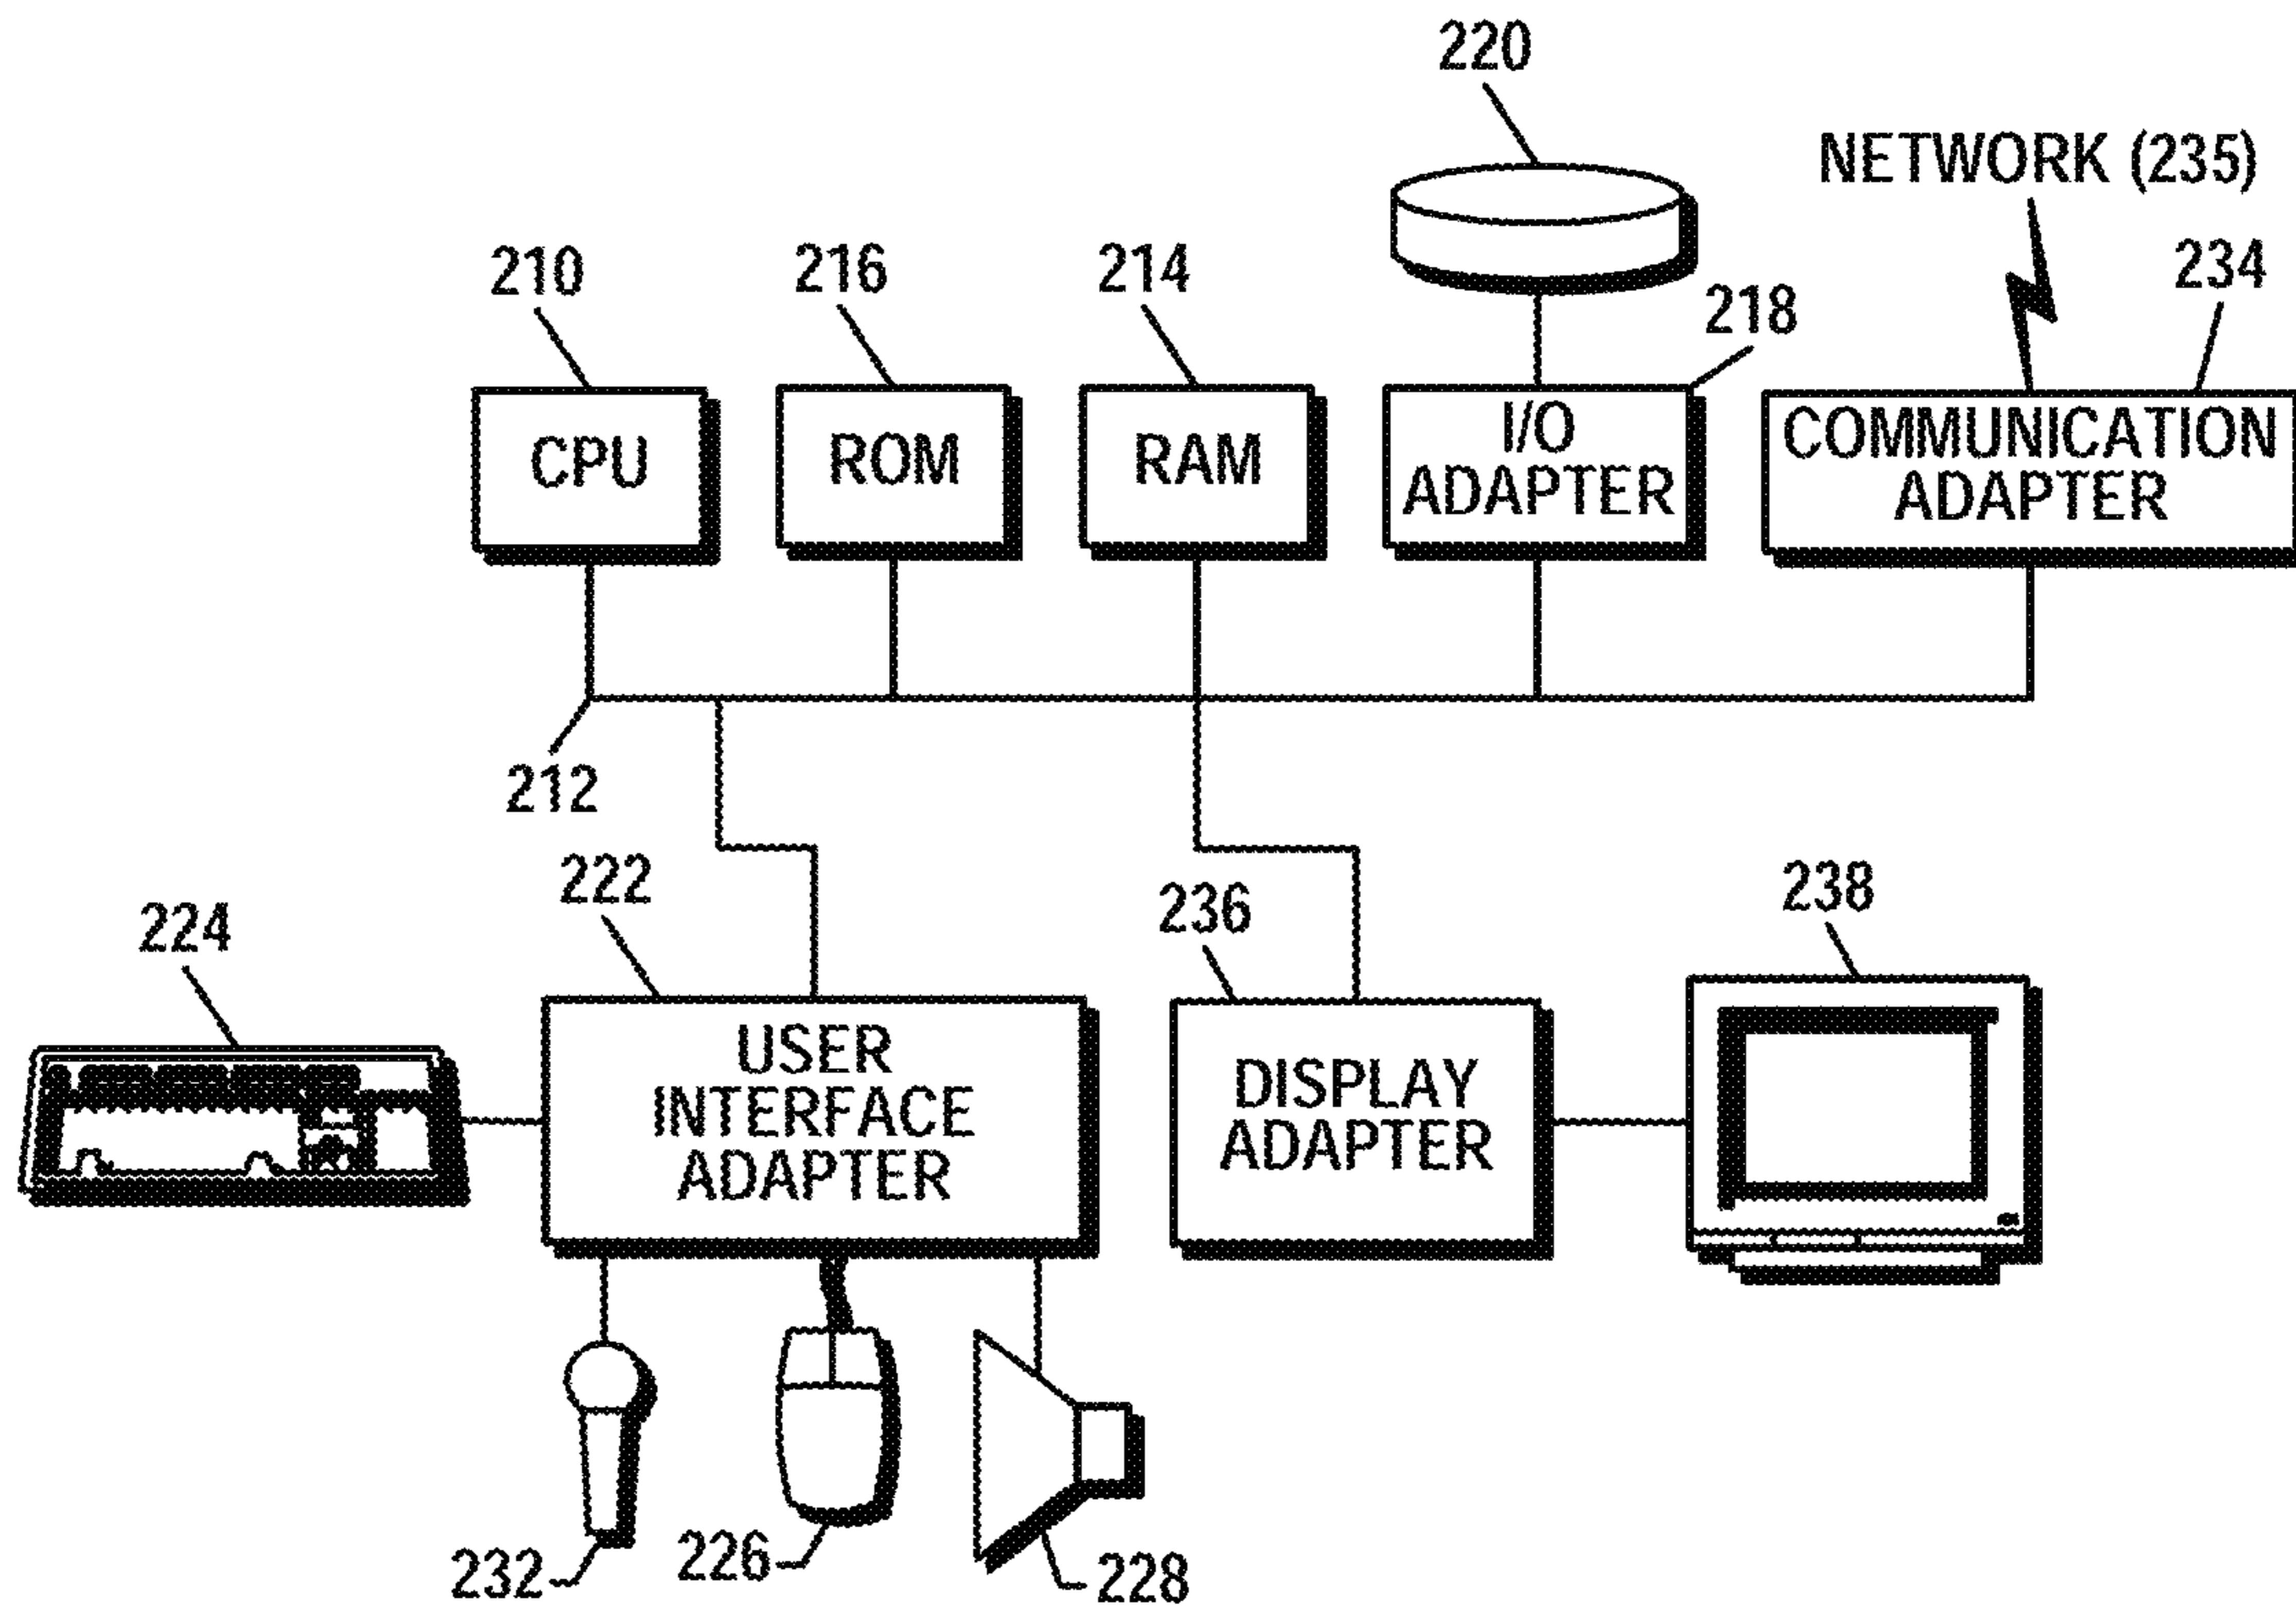 220
NETWORK (235)
210
216
214
218
234
CPU
ROM
RAM
I/O
ADAPTER
COMMUNICATION
ADAPTER
212
222
224
236
238
USER
INTERFACE
ADAPTER
DISPLAY
ADAPTER
232
226
228